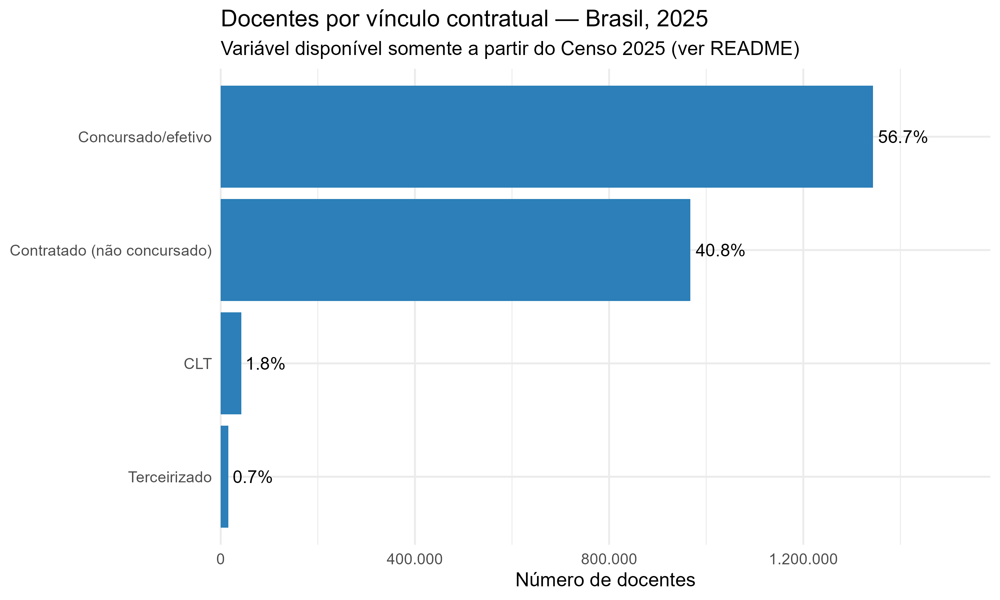 Docentes por vínculo contratual — Brasil, 2025
Variável disponível somente a partir do Censo 2025 (ver README)
Concursado/efetivo
56.7%
Contratado (não concursado)
40.8%
CLT
1.8%
Terceirizado
0.7%
0
400.000
800.000
1.200.000
Número de docentes